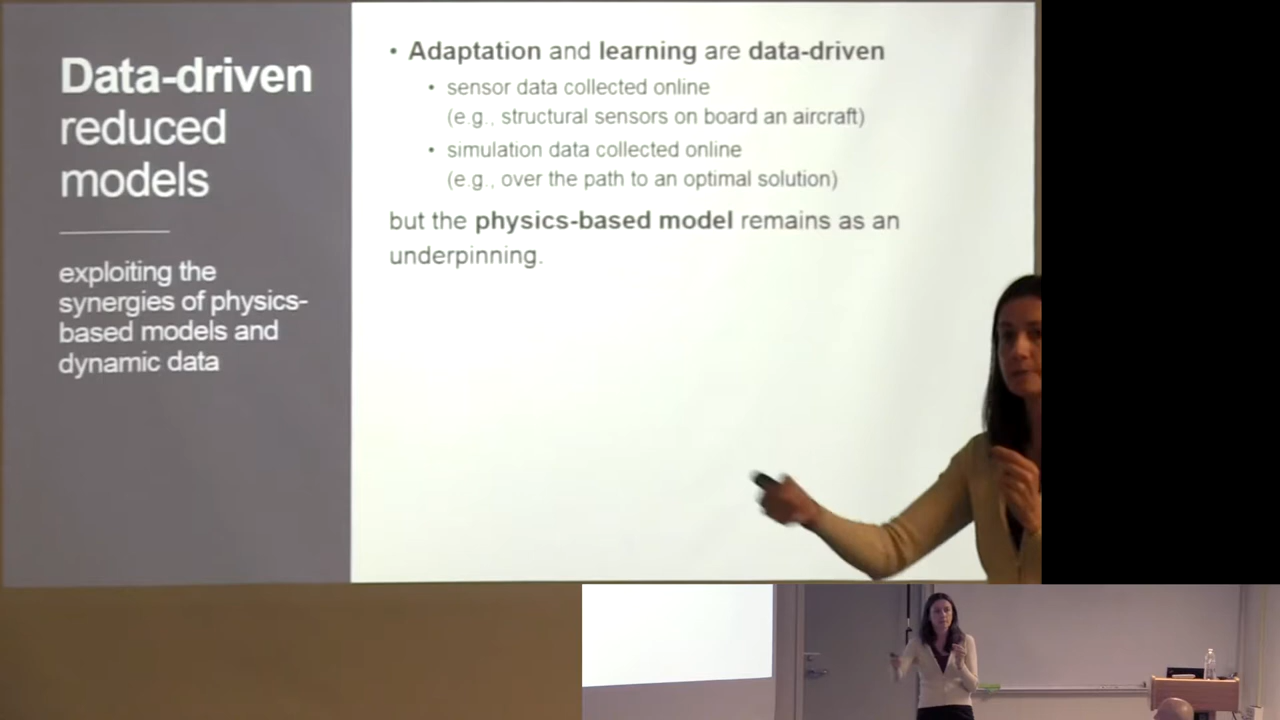 Data-driven
reduced
models
exploiting the
synergies of physics-
based models and
dynamic data
• Adaptation and learning are data-driven
• sensor data collected online
(e.g., structural sensors on board an aircraft)
• simulation data collected online
(e.g., over the path to an optimal solution)
but the physics-based model remains as an
underpinning.